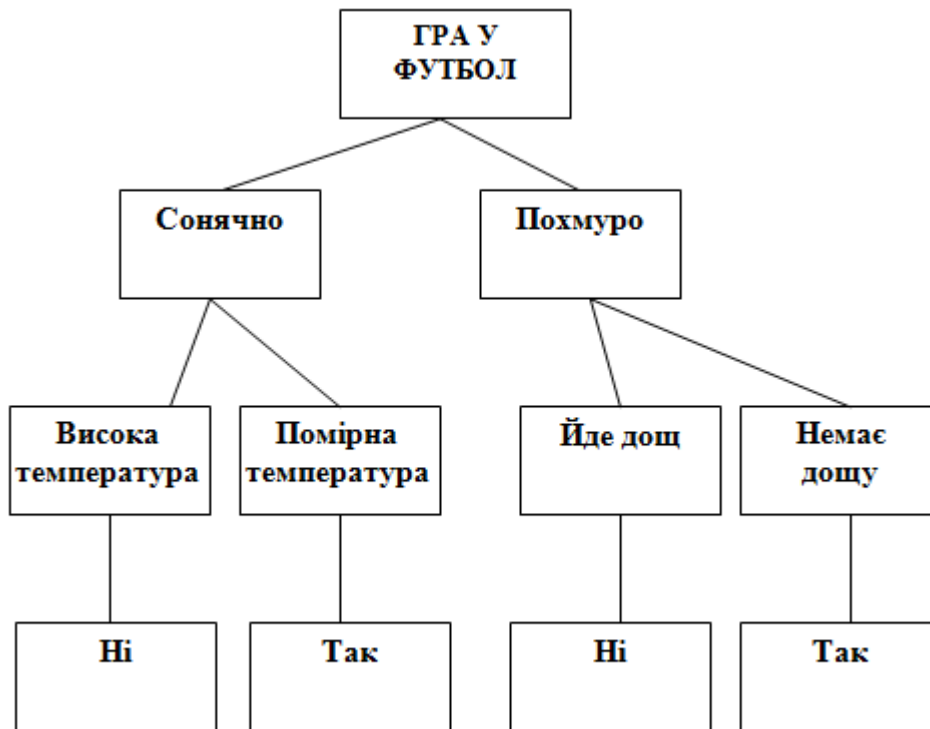 ГРА У
ФУТБОЛ
Сонячно
Похмуро
Висока
температура
Помірна
температура
Йде дощ
Немає
дощу
Ні
Так
Ні
Так